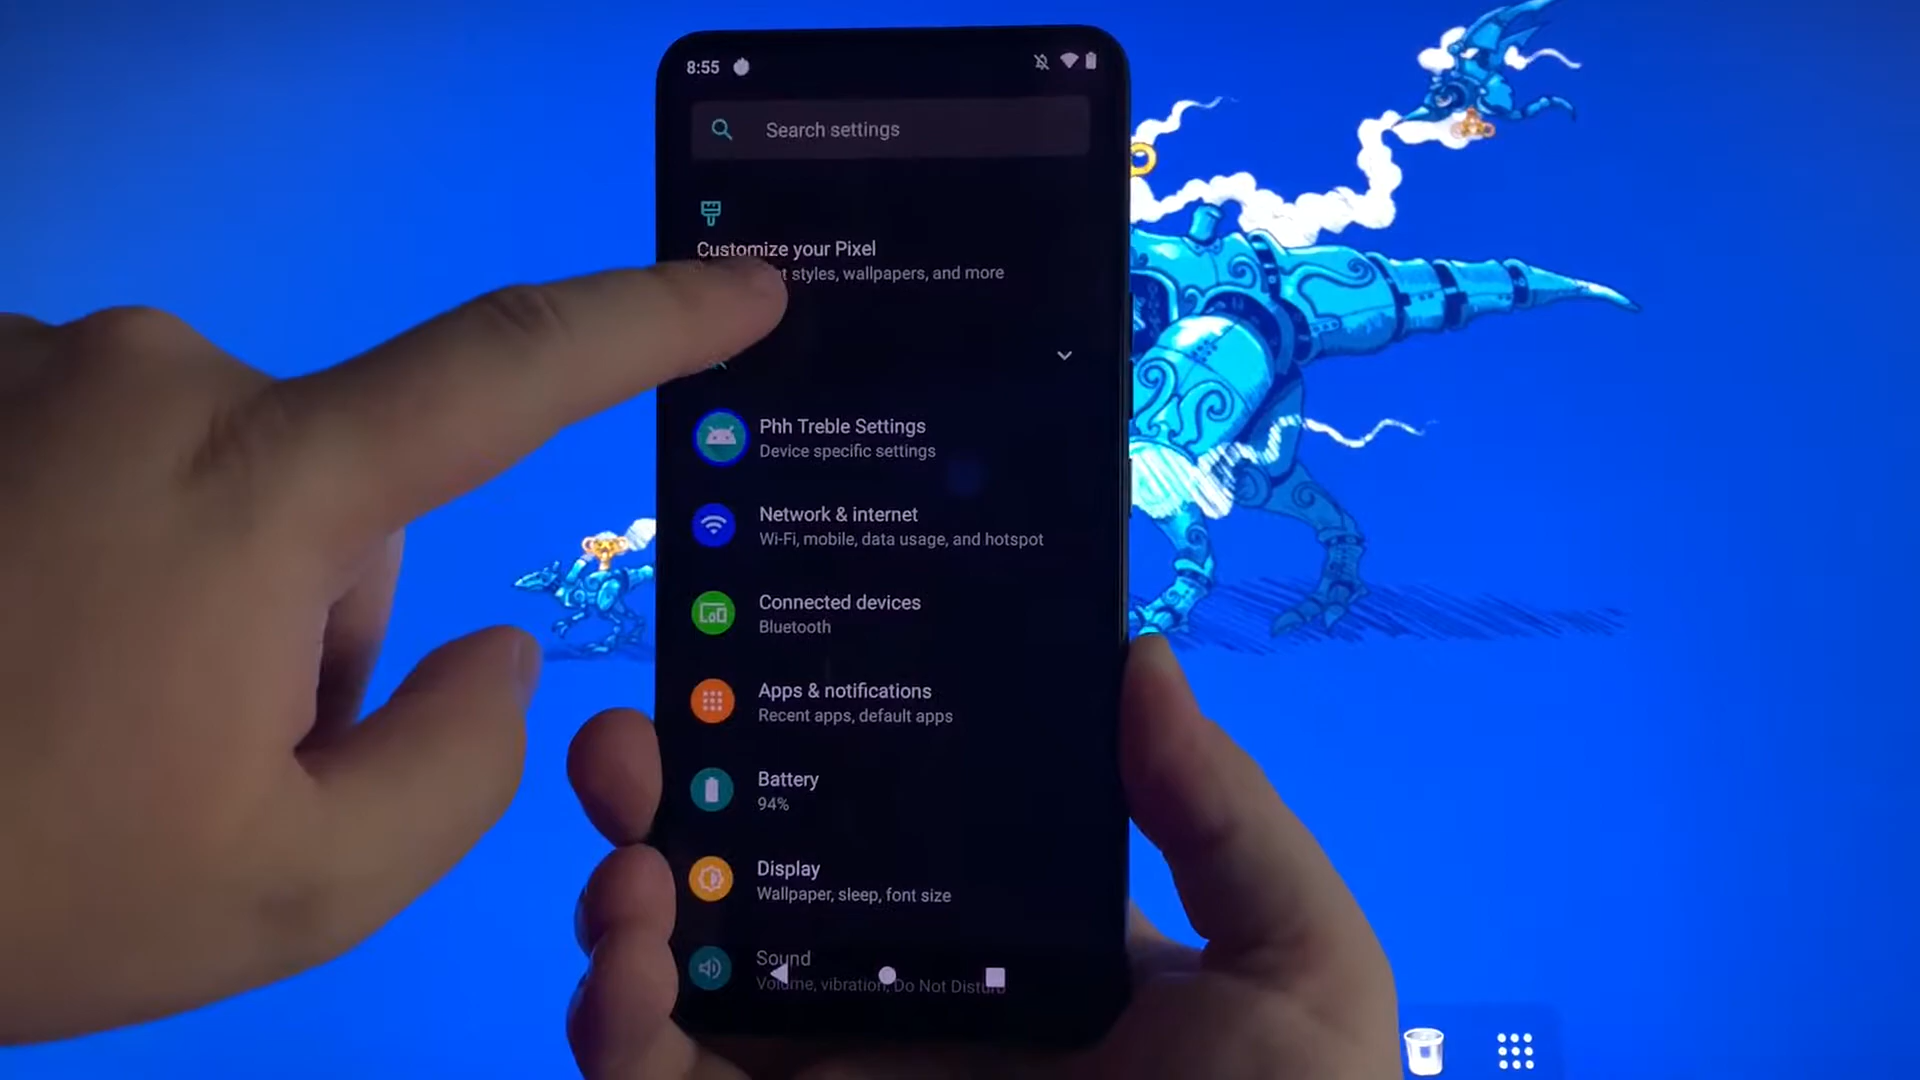 8:55
Search settings
Customize your Pixel
styles, wallpapers, and more
Phh Treble Settings
Device specific settings
Network & internet
Wi-Fi, mobile, data usage, and hotspot
Connected devices
Bluetooth
Apps & notifications
Recent apps, default apps
Battery
94%
Display
Wallpaper, sleep, font size
Sound
Volume, vibration, Do Not Disturb